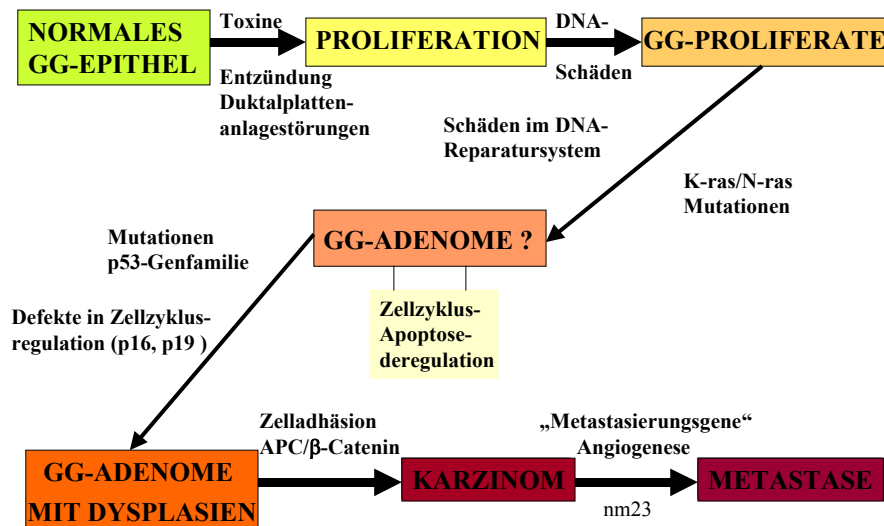 NORMALES
GG-EPITHEL
Toxine
Entzündung
Duktalplatten-
anlagestörungen
PROLIFERATION
DNA-
Schäden
GG-PROLIFERATE
Schäden im DNA-
Reparatursystem
K-ras/N-ras
Mutationen
GG-ADENOME ?
Zellzyklus-
Apoptose-
deregulation
Mutationen
p53-Genfamilie
Defekte in Zellzyklus-
regulation (p16, p19 )
GG-ADENOME
MIT DYSPLASIEN
Zelladhäsion
APC/β-Catenin
KARZINOM
„Metastasierungsgene“
Angiogenese
nm23
METASTASE